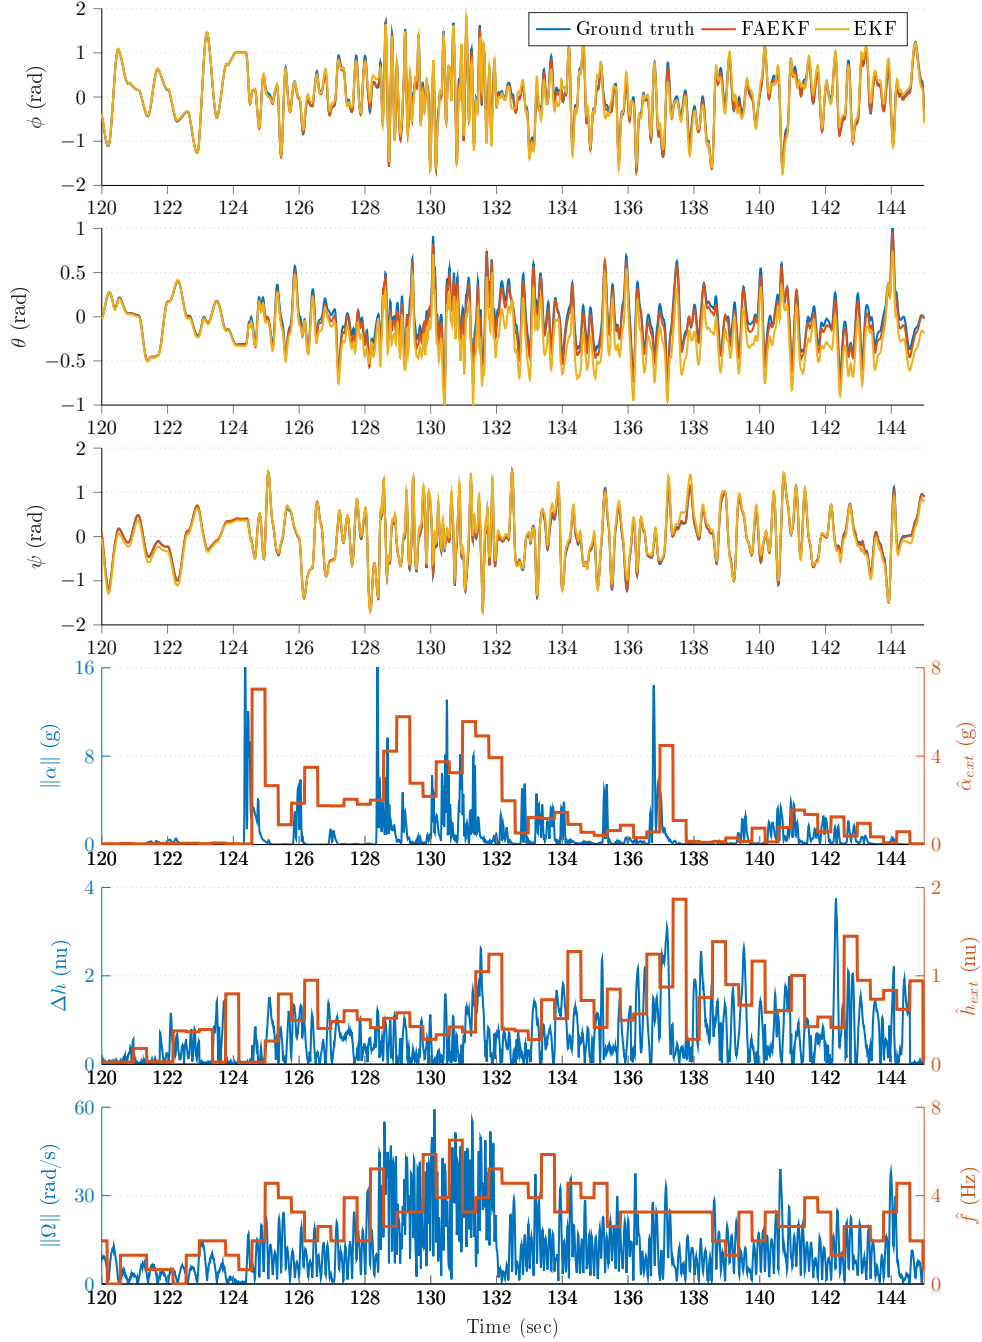 Ground truth FAEKF EKF
2
1
0
−1
−2
ϕ (rad)
120 122 124 126 128 130 132 134 136 138 140 142 144
1
0.5
0
−0.5
−1
θ (rad)
120 122 124 126 128 130 132 134 136 138 140 142 144
2
1
0
−1
−2
ψ (rad)
120 122 124 126 128 130 132 134 136 138 140 142 144
16
8
0
‖α‖ (g)
8
4
0
α̂_ext (g)
120 122 124 126 128 130 132 134 136 138 140 142 144
4
2
0
Δh (nu)
2
1
0
ĥ_ext (nu)
120 122 124 126 128 130 132 134 136 138 140 142 144
60
30
0
‖Ω‖ (rad/s)
8
4
0
f̂ (Hz)
120 122 124 126 128 130 132 134 136 138 140 142 144
Time (sec)